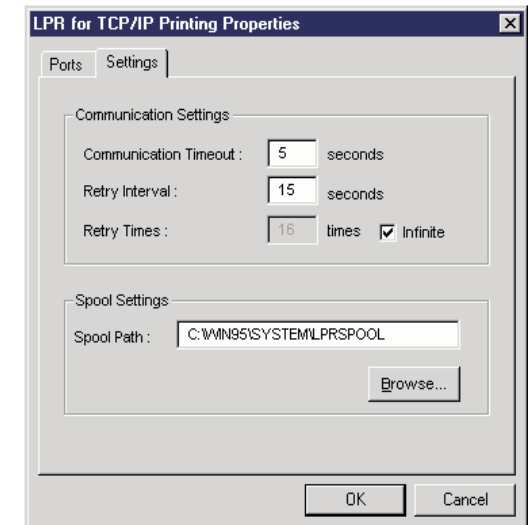 LPR for TCP/IP Printing Properties
Ports Settings
Communication Settings
Communication Timeout : 5 seconds
Retry Interval : 15 seconds
Retry Times : 16 times Infinite
Spool Settings
Spool Path : C:\WIN95\SYSTEM\LPRSPOOL
Browse...
OK Cancel